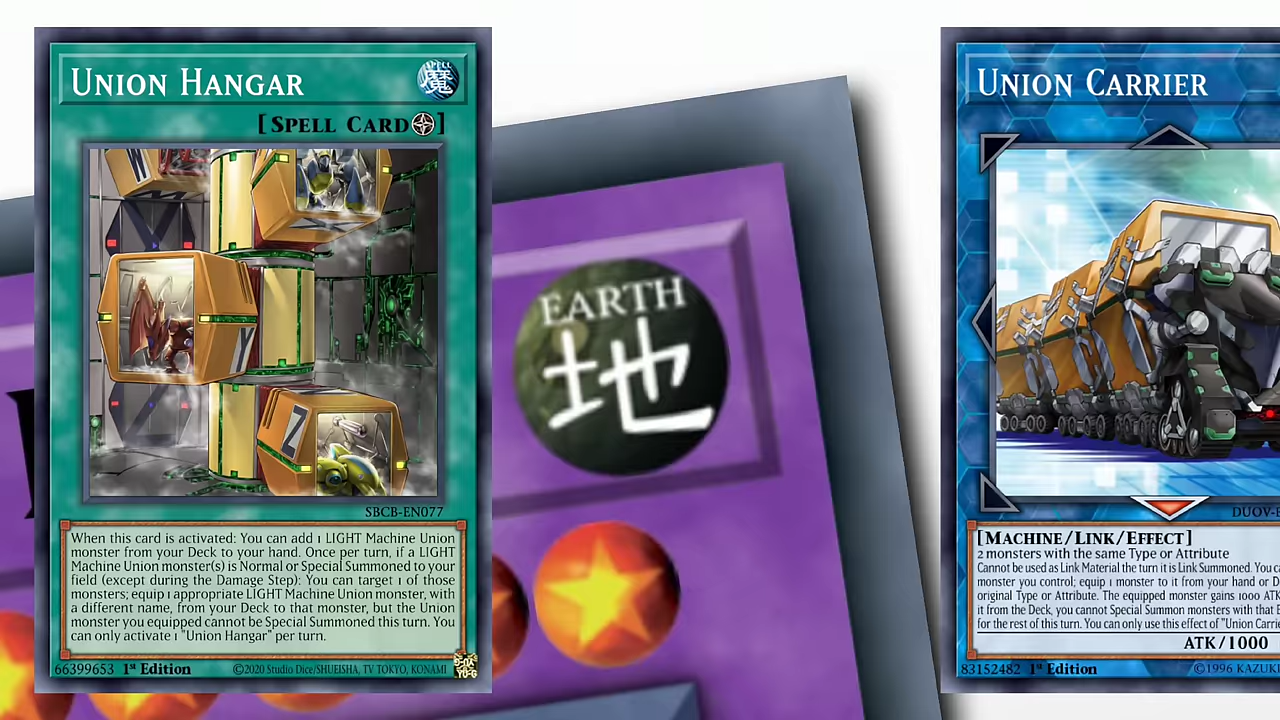 UNION HANGAR
魔
[SPELL CARD]
W
Y
Z
SBCB-EN077
When this card is activated: You can add 1 LIGHT Machine Union
monster from your Deck to your hand. Once per turn, if a LIGHT
Machine Union monster(s) is Normal or Special Summoned to your
field (except during the Damage Step): You can target 1 of those
monsters; equip 1 appropriate LIGHT Machine Union monster, with
a different name, from your Deck to that monster, but the Union
monster you equipped cannot be Special Summoned this turn. You
can only activate 1 "Union Hangar" per turn.
66399653 1st Edition ©2020 Studio Dice/SHUEISHA, TV TOKYO, KONAMI
EARTH
地
UNION CARRIER
DUOV-E
[MACHINE/LINK/EFFECT]
2 monsters with the same Type or Attribute
Cannot be used as Link Material the turn it is Link Summoned. You ca
monster you control; equip 1 monster to it from your hand or D
original Type or Attribute. The equipped monster gains 1000 ATK
it from the Deck, you cannot Special Summon monsters with that
for the rest of this turn. You can only use this effect of "Union Carrie
ATK/1000
83152482 1st Edition ©1996 KAZUK